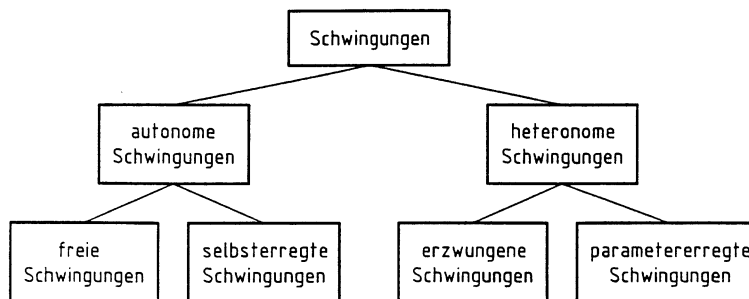 Schwingungen
autonome
Schwingungen
heteronome
Schwingungen
freie
Schwingungen
selbsterregte
Schwingungen
erzwungene
Schwingungen
parametererregte
Schwingungen